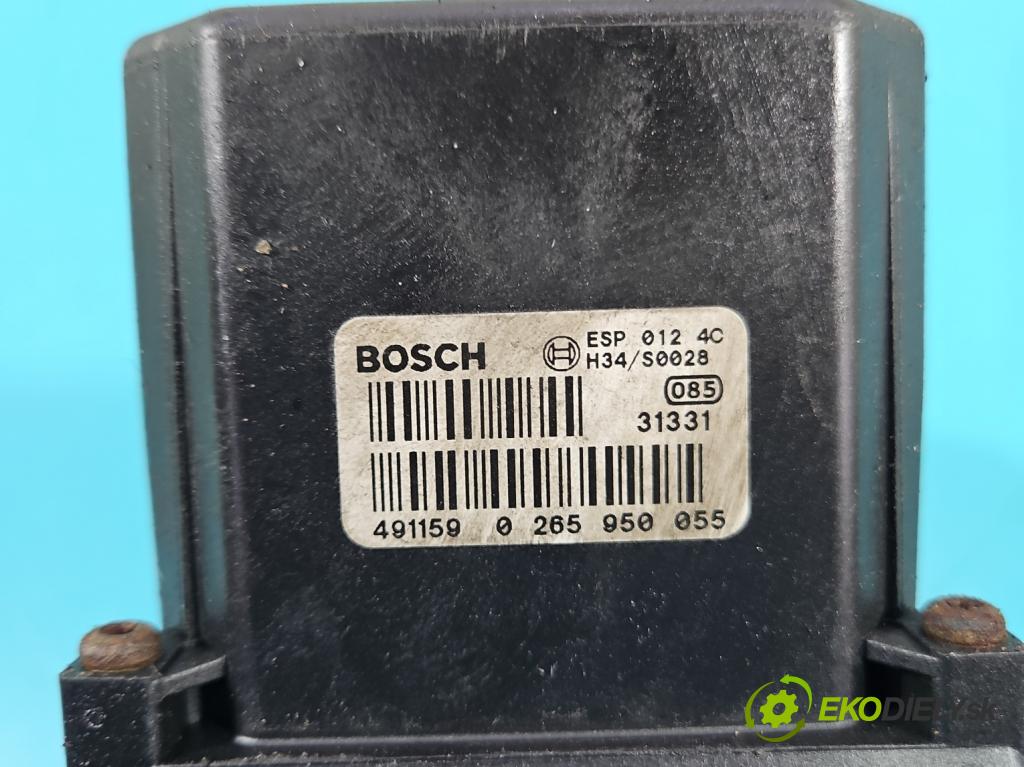 BOSCH
ESP 012 4C
H34/S0028
085
31331
491159 0 265 950 055
EKODIELY.sk